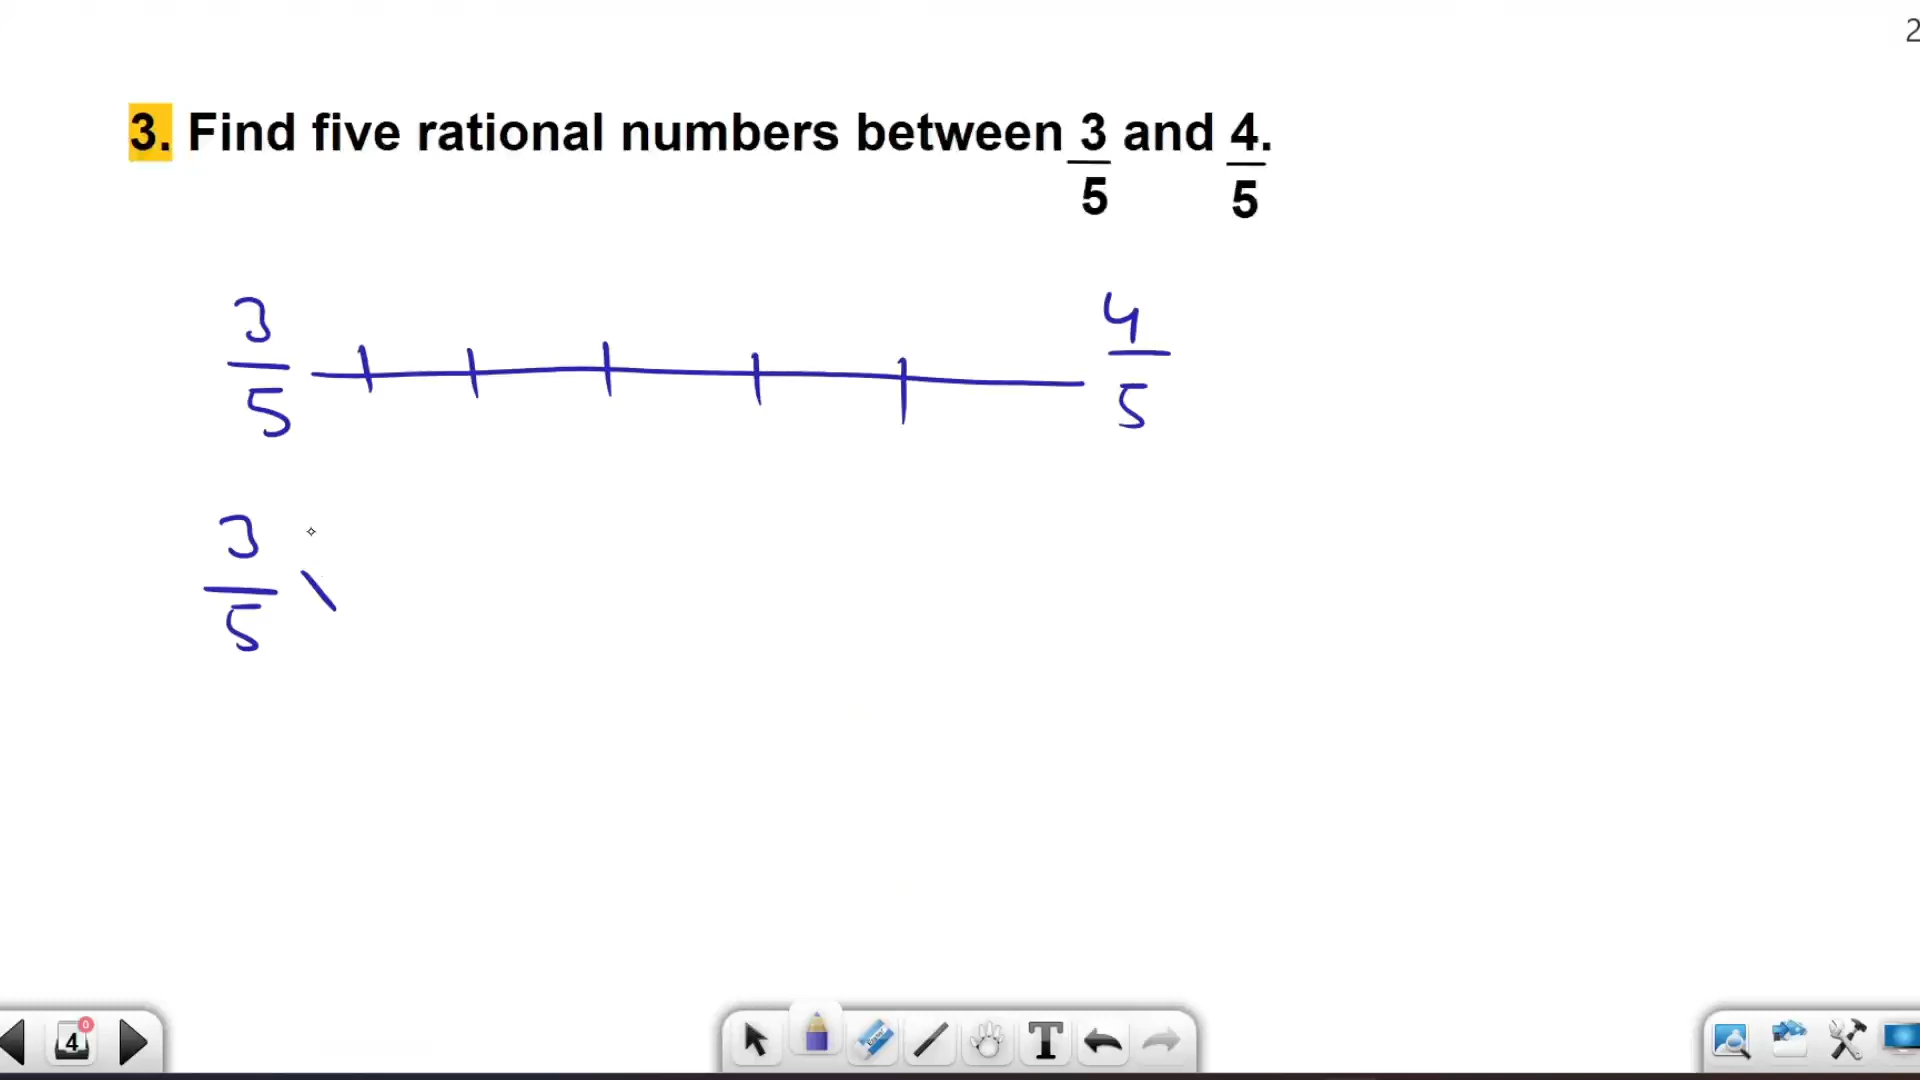 2
3. Find five rational numbers between 3/5 and 4/5.
3/5 4/5
3/5 \
4 0 T